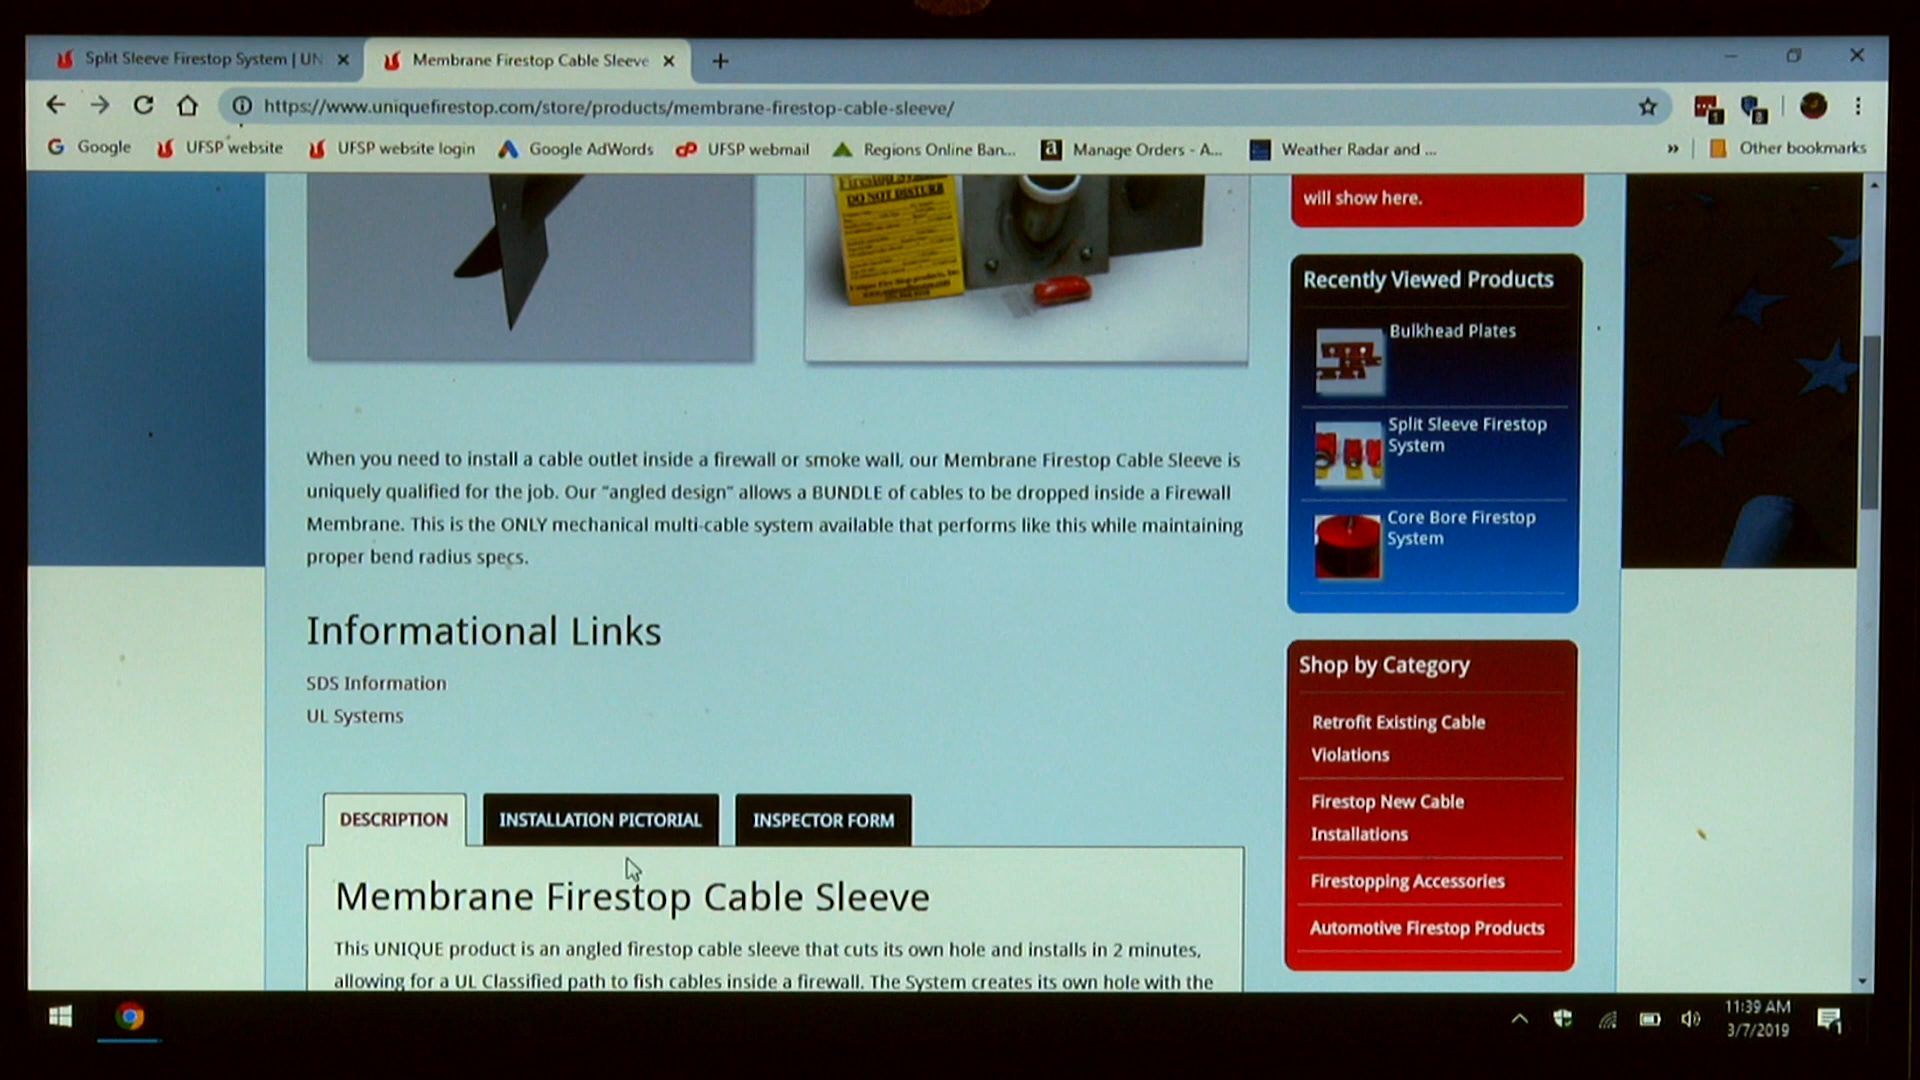 Split Sleeve Firestop System | UN
Membrane Firestop Cable Sleeve
https://www.uniquefirestop.com/store/products/membrane-firestop-cable-sleeve/
1
8
Google
UFSP website
UFSP website login
Google AdWords
UFSP webmail
Regions Online Ban...
Manage Orders - A...
Weather Radar and ...
Other bookmarks
Firestop System
DO NOT DISTURB
will show here.
Recently Viewed Products
Bulkhead Plates
Split Sleeve Firestop
System
Core Bore Firestop
System
When you need to install a cable outlet inside a firewall or smoke wall, our Membrane Firestop Cable Sleeve is
uniquely qualified for the job. Our "angled design" allows a BUNDLE of cables to be dropped inside a Firewall
Membrane. This is the ONLY mechanical multi-cable system available that performs like this while maintaining
proper bend radius specs.
Informational Links
SDS Information
UL Systems
Shop by Category
Retrofit Existing Cable
Violations
Firestop New Cable
Installations
Firestopping Accessories
Automotive Firestop Products
DESCRIPTION
INSTALLATION PICTORIAL
INSPECTOR FORM
Membrane Firestop Cable Sleeve
This UNIQUE product is an angled firestop cable sleeve that cuts its own hole and installs in 2 minutes,
allowing for a UL Classified path to fish cables inside a firewall. The System creates its own hole with the
11:39 AM
3/7/2019
1